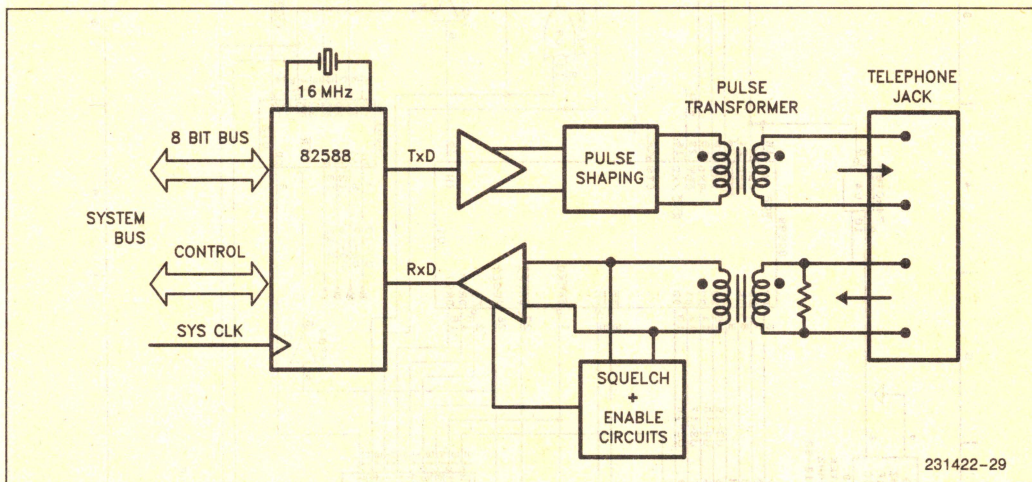 16 MHz
8 BIT BUS
82588
TxD
PULSE
SHAPING
PULSE
TRANSFORMER
TELEPHONE
JACK
SYSTEM
BUS
CONTROL
RxD
SYS CLK
SQUELCH
+
ENABLE
CIRCUITS
231422-29